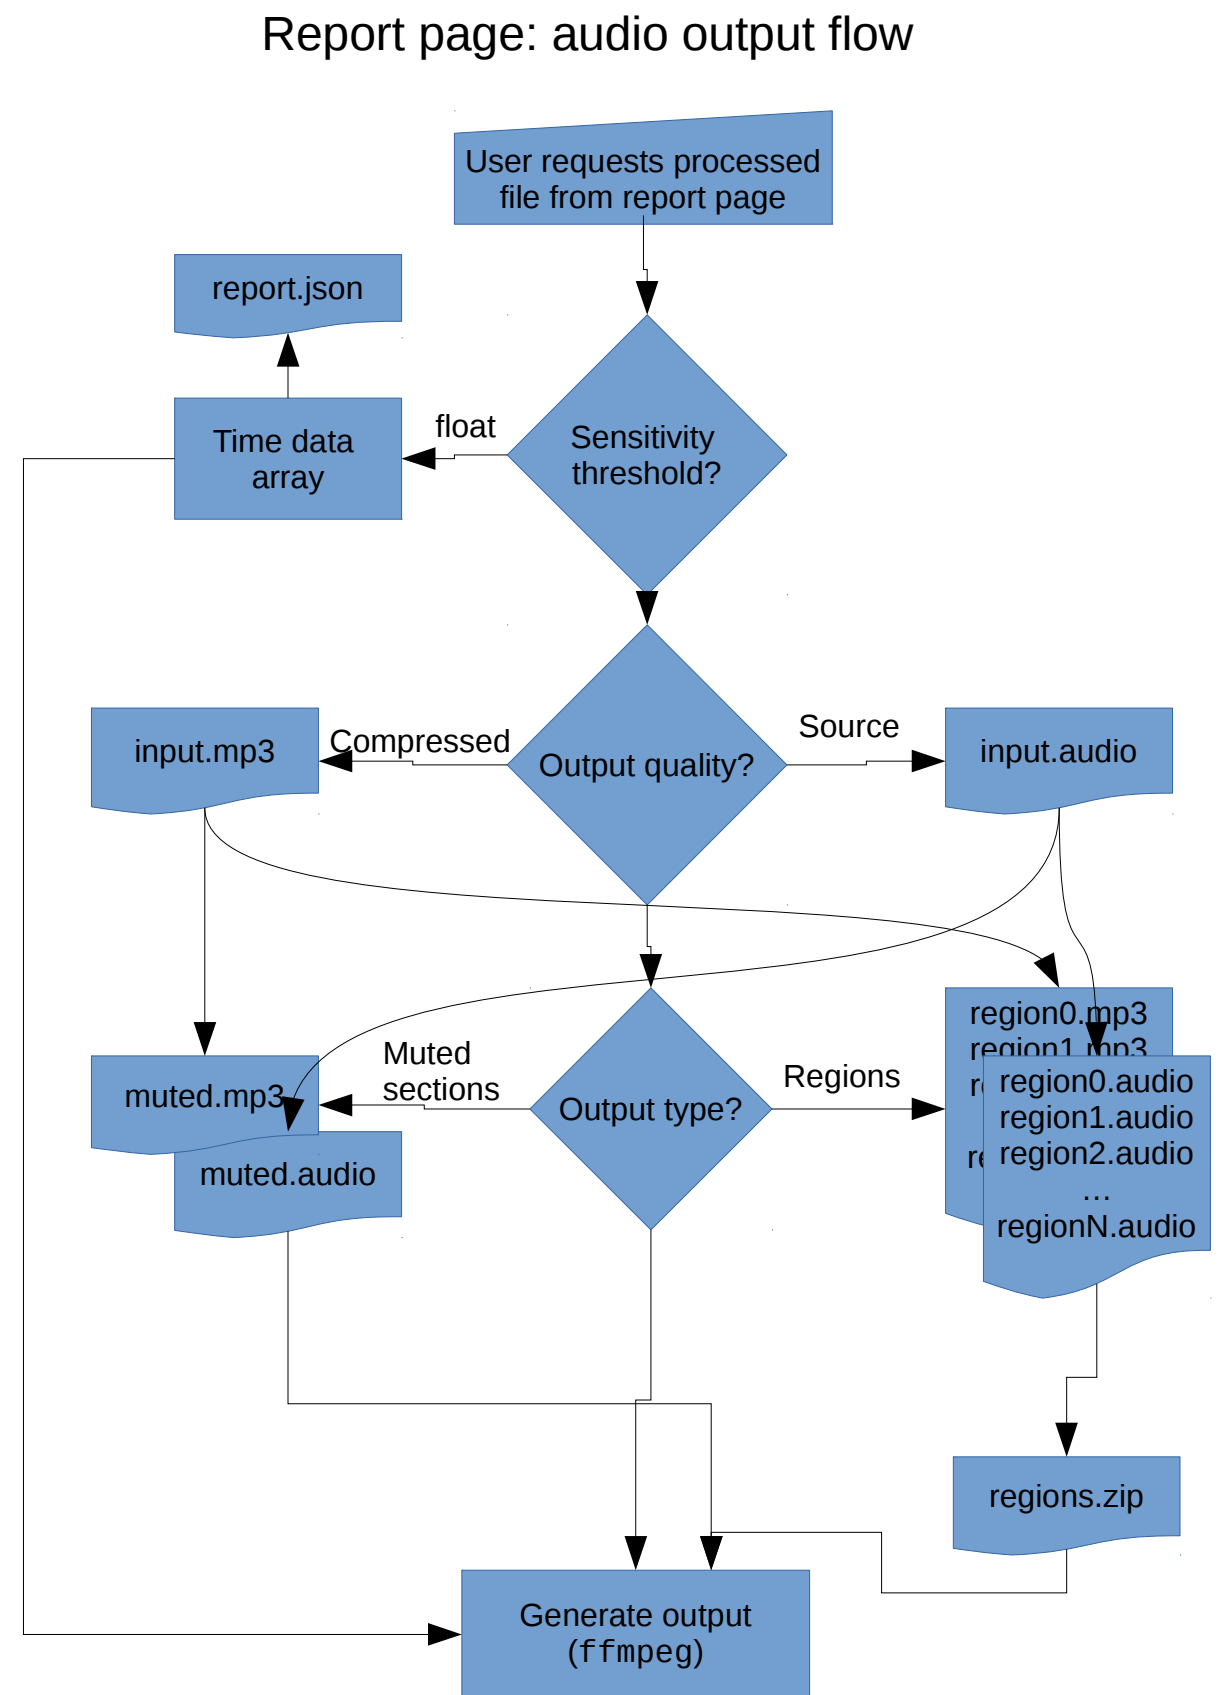 Report page: audio output flow
User requests processed
file from report page
report.json
Time data
array
float
Sensitivity
threshold?
input.mp3
Compressed
Output quality?
Source
input.audio
muted.mp3
muted.audio
Muted
sections
Output type?
Regions
region0.mp3
region1.mp3
region0.audio
region1.audio
region2.audio
...
regionN.audio
regions.zip
Generate output
(ffmpeg)